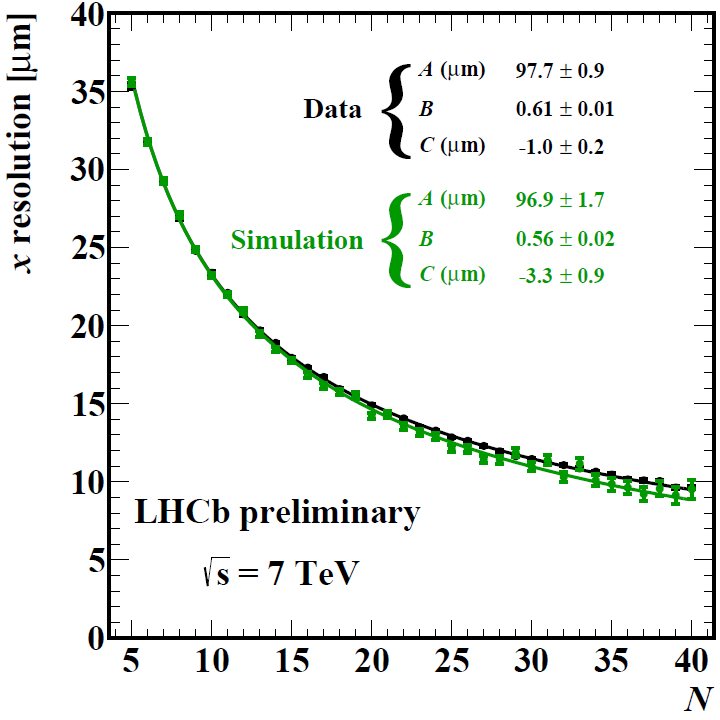 x resolution [μm]
40
35
30
25
20
15
10
5
0
Data
A (μm) 97.7 ± 0.9
B 0.61 ± 0.01
C (μm) -1.0 ± 0.2
Simulation
A (μm) 96.9 ± 1.7
B 0.56 ± 0.02
C (μm) -3.3 ± 0.9
LHCb preliminary
√s = 7 TeV
5 10 15 20 25 30 35 40
N